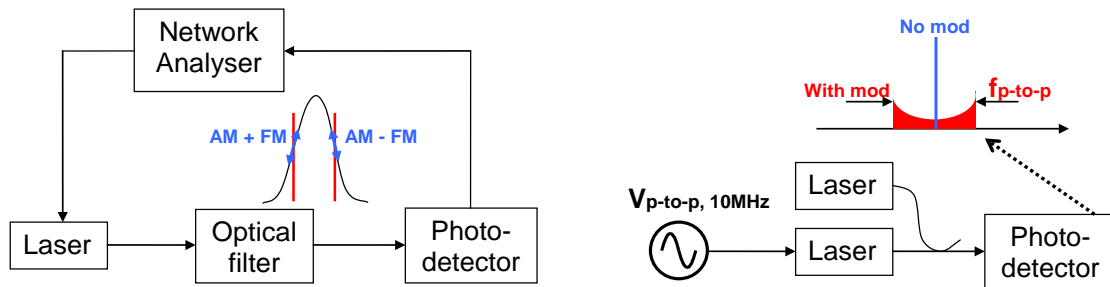 Network
Analyser
AM + FM
AM - FM
Laser
Optical
filter
Photo-
detector
No mod
With mod
fp-to-p
Vp-to-p, 10MHz
Laser
Laser
Photo-
detector